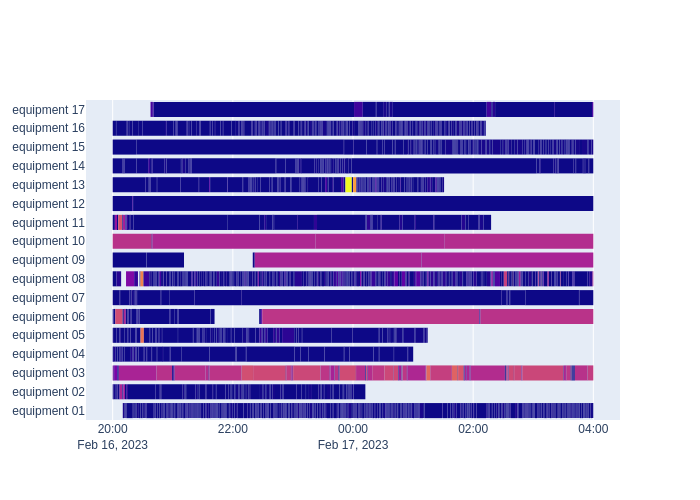 equipment 17
equipment 16
equipment 15
equipment 14
equipment 13
equipment 12
equipment 11
equipment 10
equipment 09
equipment 08
equipment 07
equipment 06
equipment 05
equipment 04
equipment 03
equipment 02
equipment 01
20:00 22:00 00:00 02:00 04:00
Feb 16, 2023 Feb 17, 2023